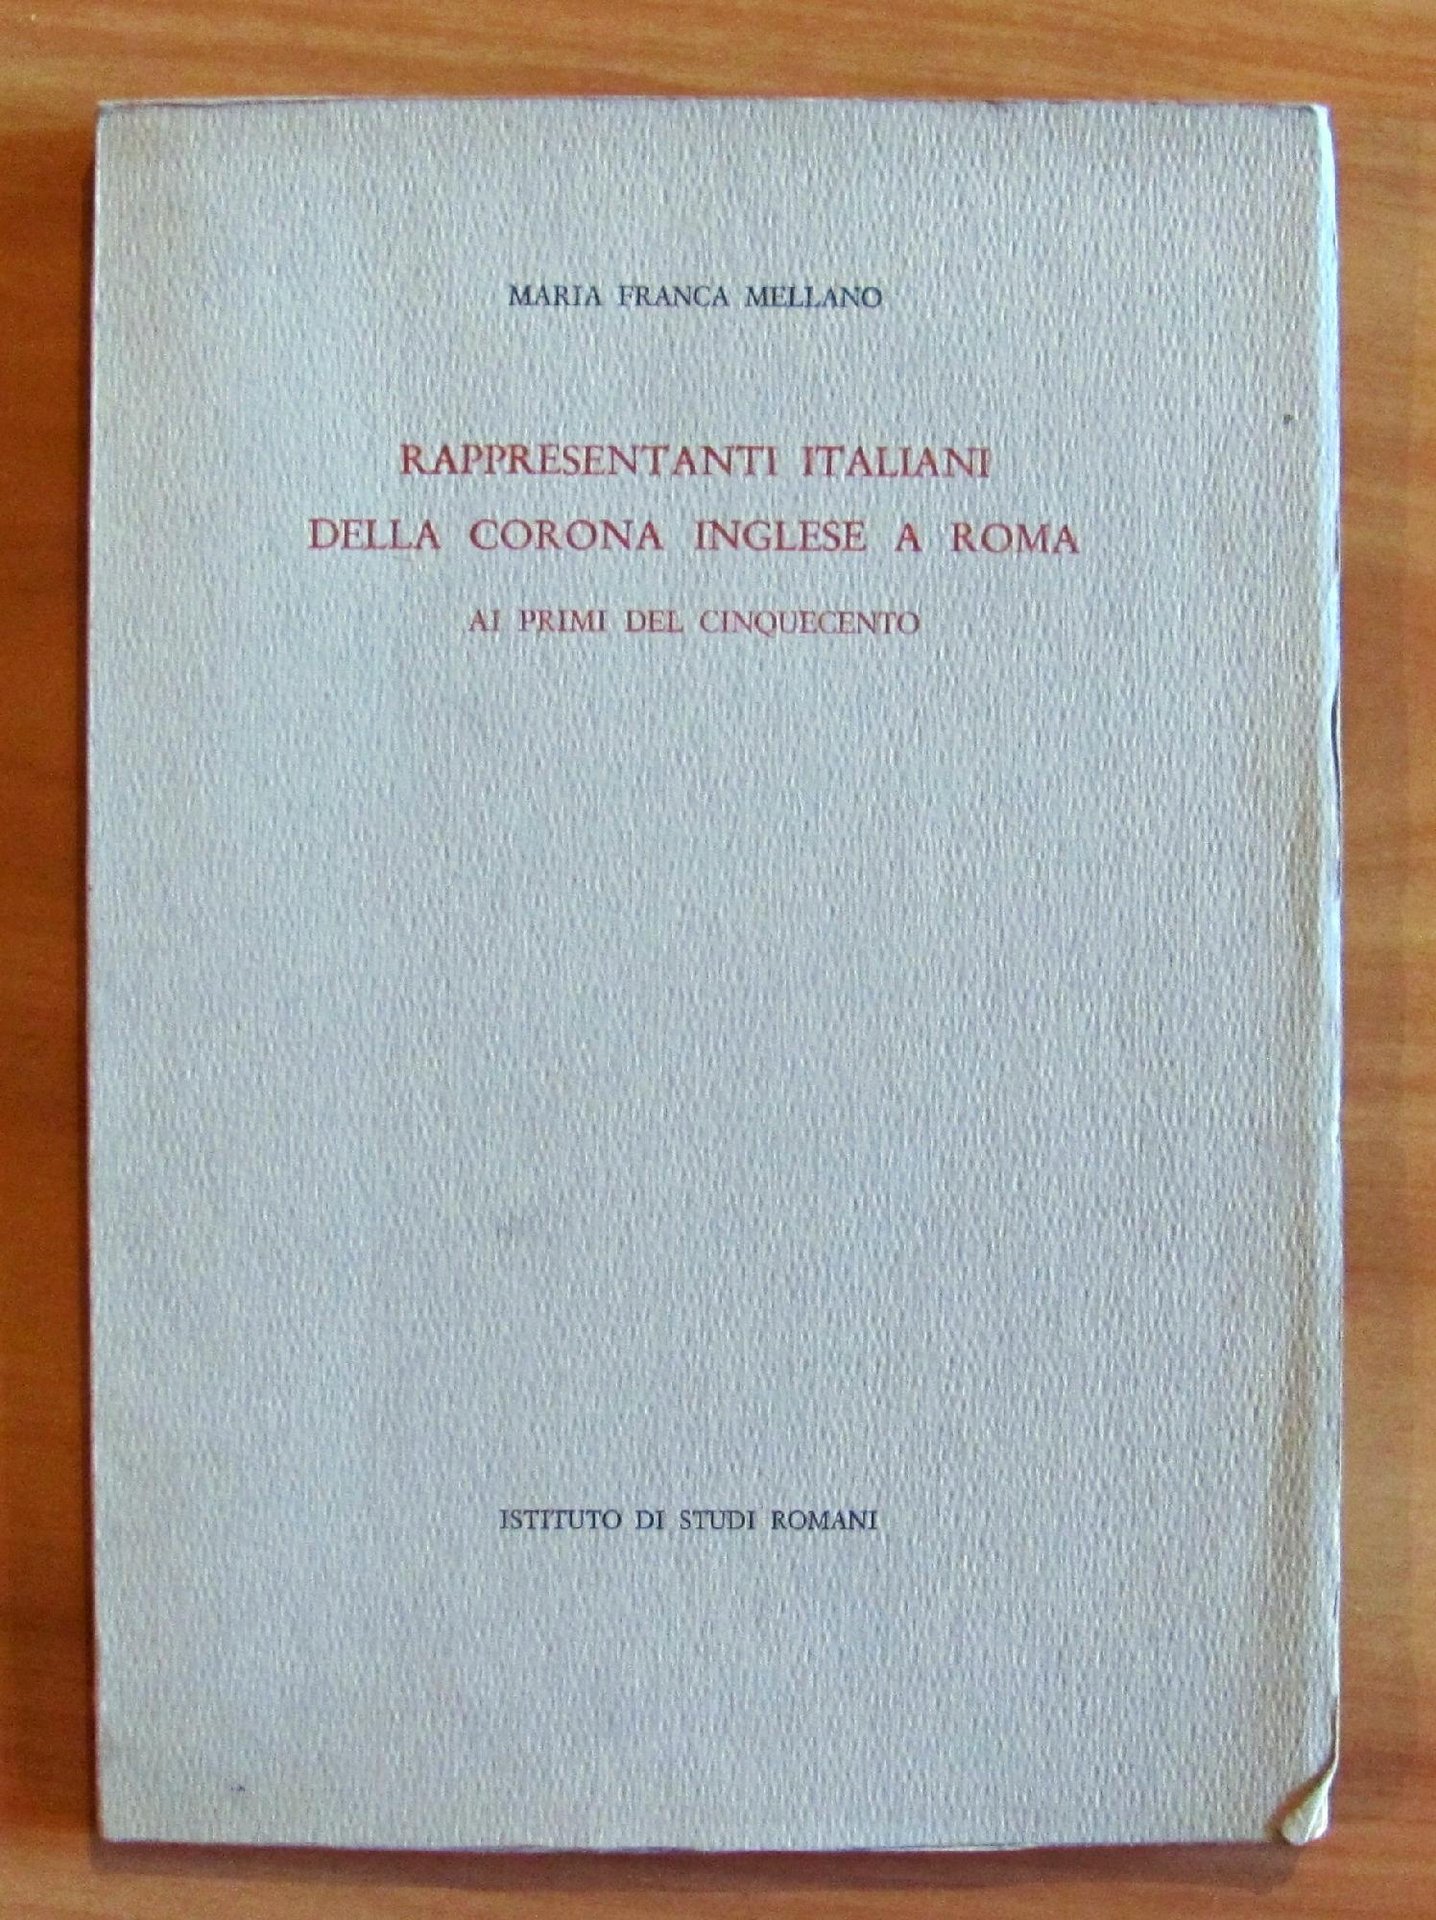 MARIA FRANCA MELLANO
RAPPRESENTANTI ITALIANI
DELLA CORONA INGLESE A ROMA
AI PRIMI DEL CINQUECENTO
ISTITUTO DI STUDI ROMANI